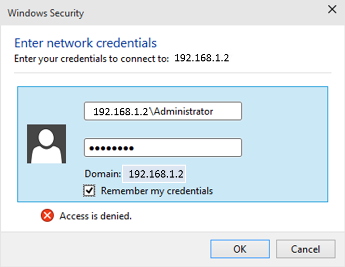 Windows Security
Enter network credentials
Enter your credentials to connect to: 192.168.1.2
192.168.1.2\Administrator
••••••••
Domain: 192.168.1.2
Remember my credentials
Access is denied.
OK Cancel